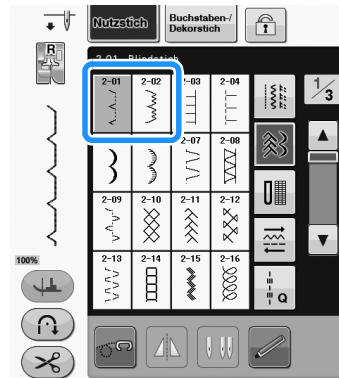 Nutzstich
Buchstaben-/
Dekorstich
R
2-01 Blindstich
1/3
2-01 2-02 2-03 2-04
2-07 2-08
2-09 2-10 2-11 2-12
2-13 2-14 2-15 2-16
Q
100%